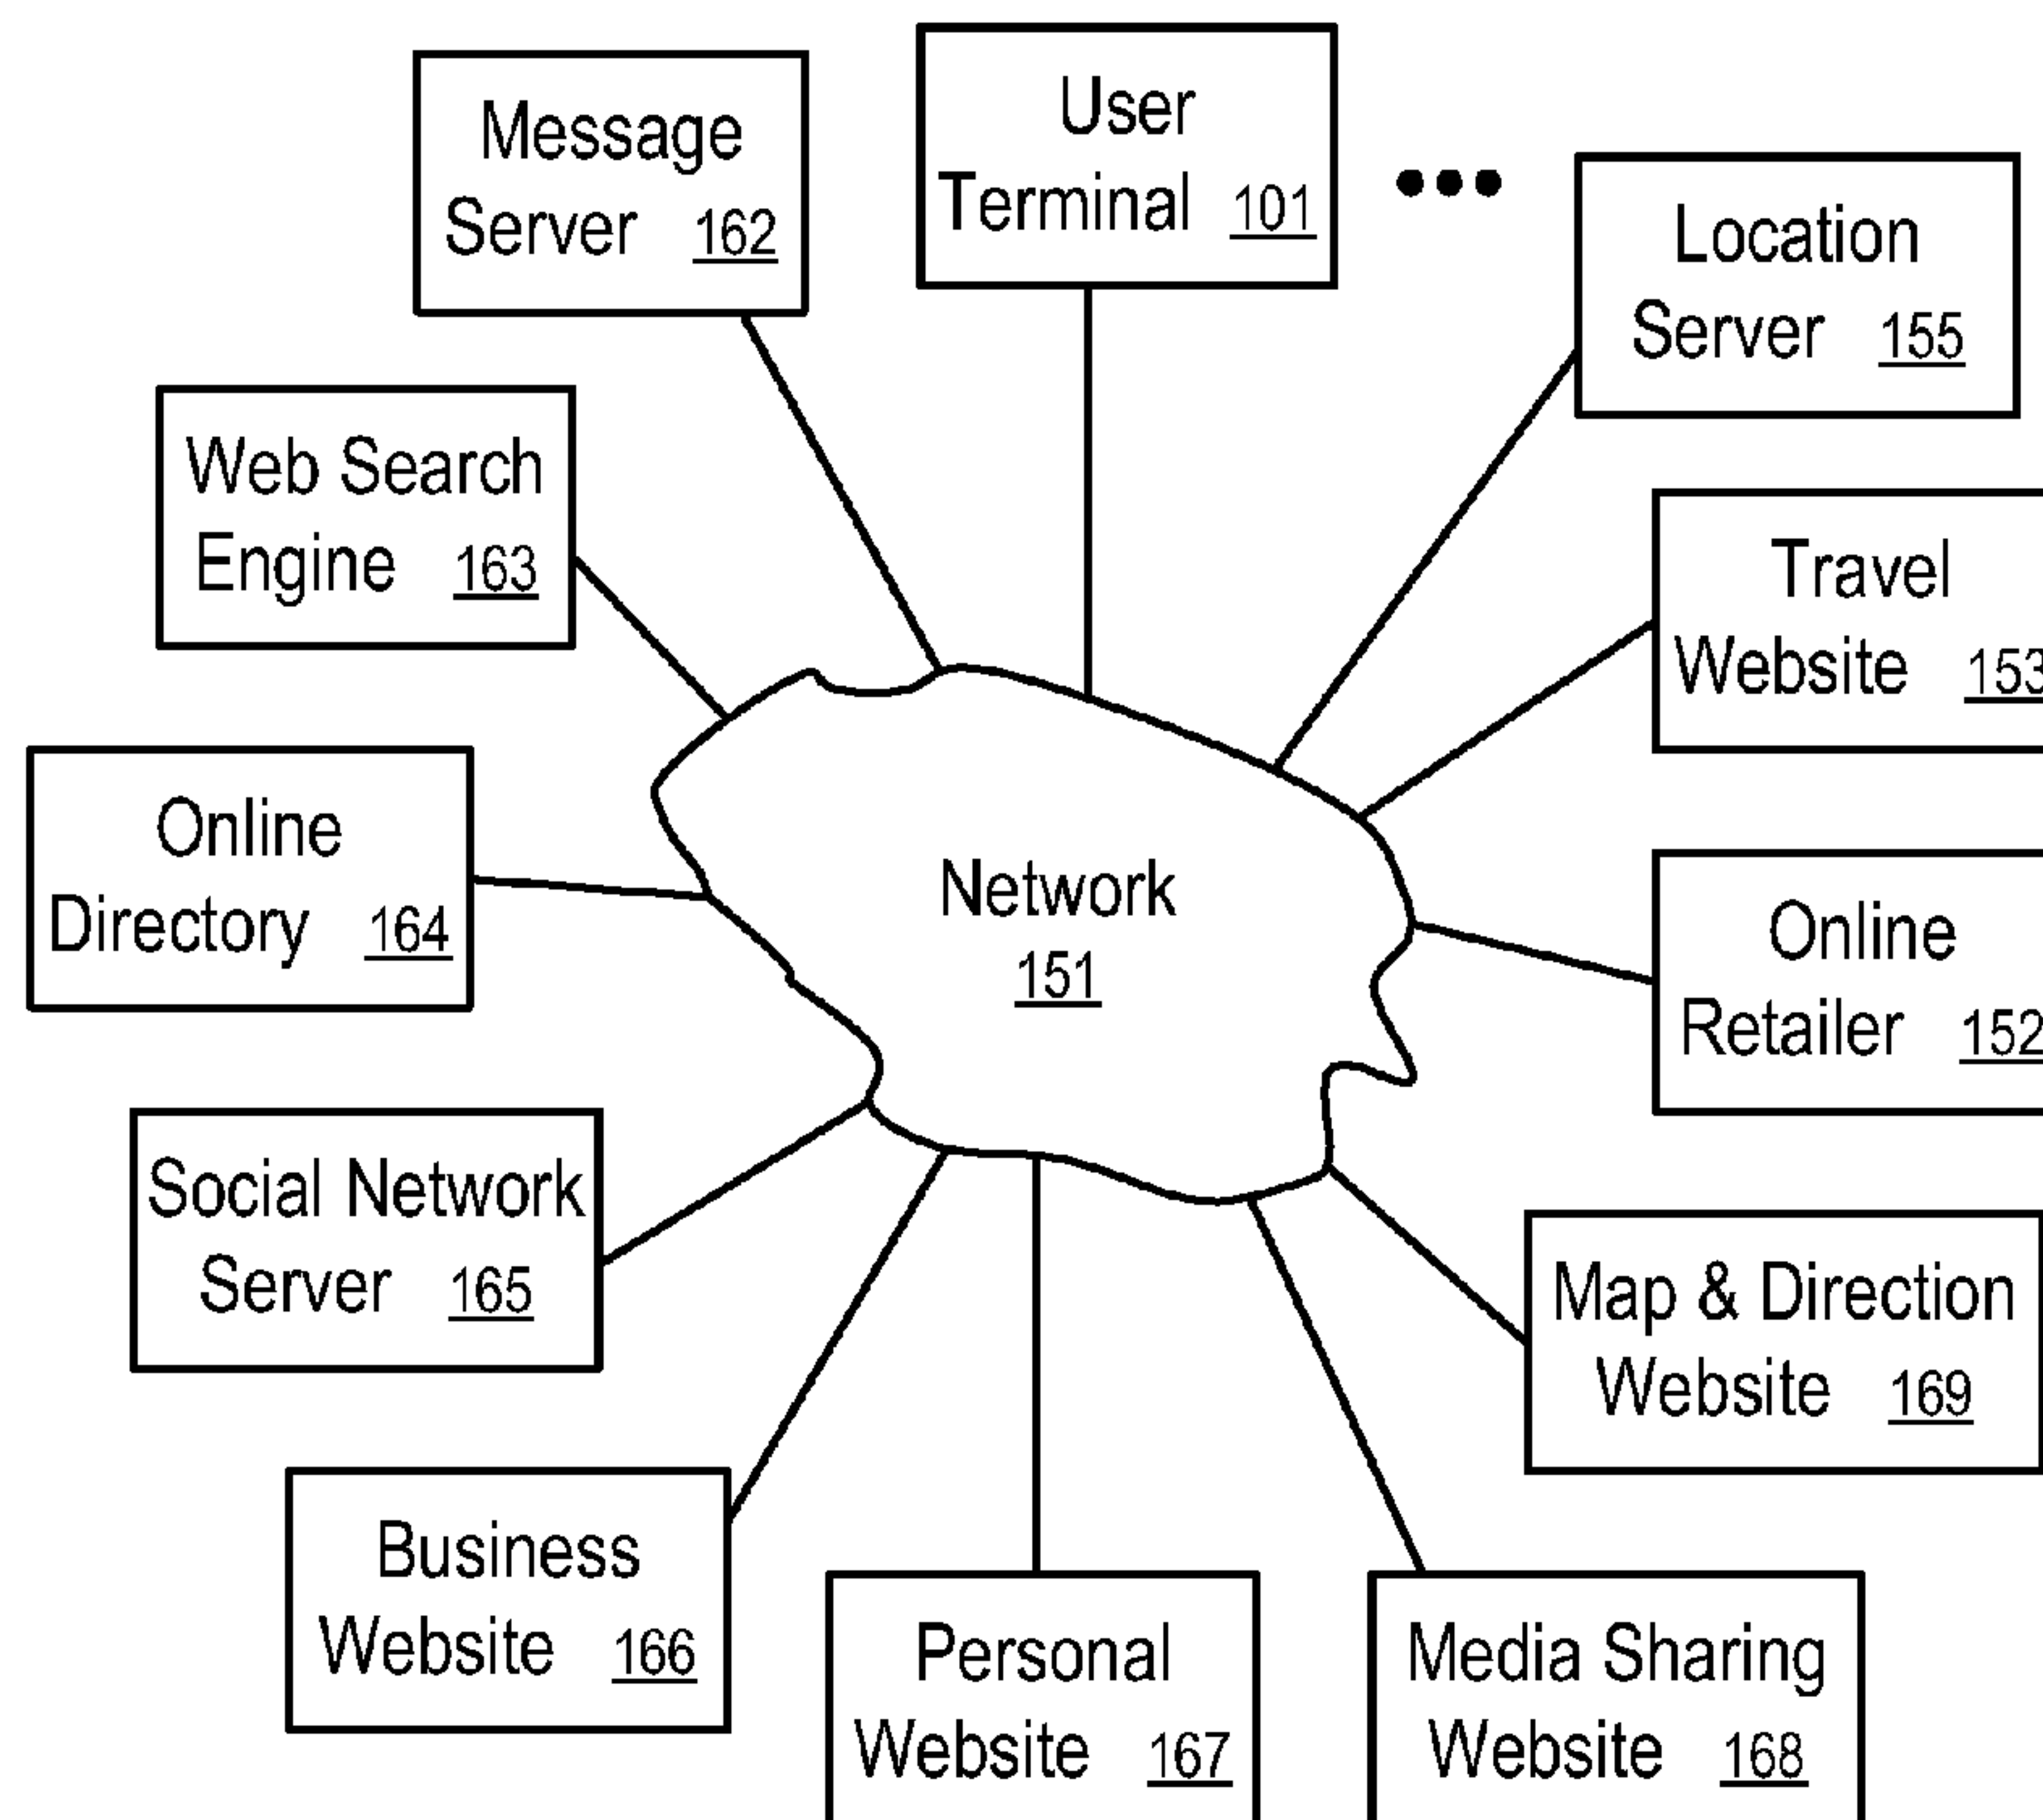 User
Terminal 101
Message
Server 162
Location
Server 155
Web Search
Engine 163
Travel
Website 153
Online
Directory 164
Network
151
Online
Retailer 152
Social Network
Server 165
Map & Direction
Website 169
Business
Website 166
Personal
Website 167
Media Sharing
Website 168